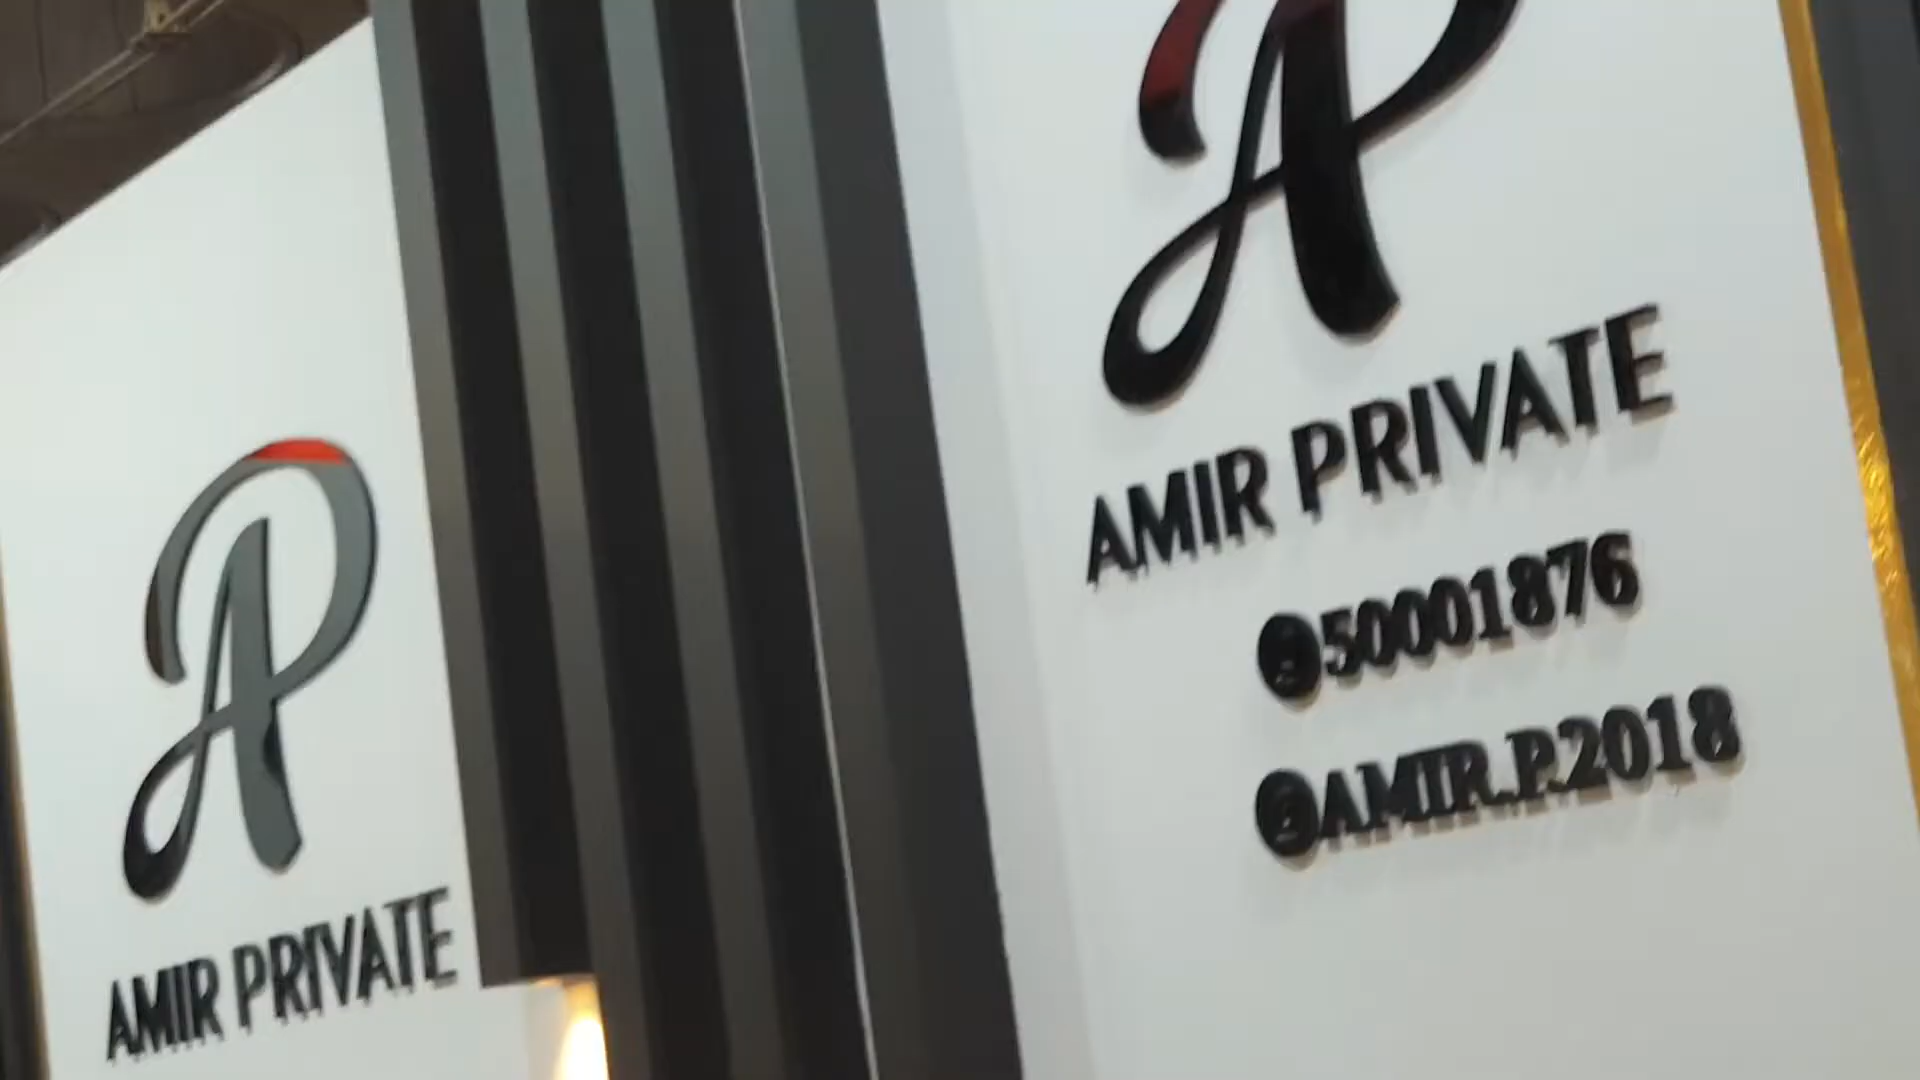 AP
AMIR PRIVATE
AP
AMIR PRIVATE
50001876
AMIR.P.2018